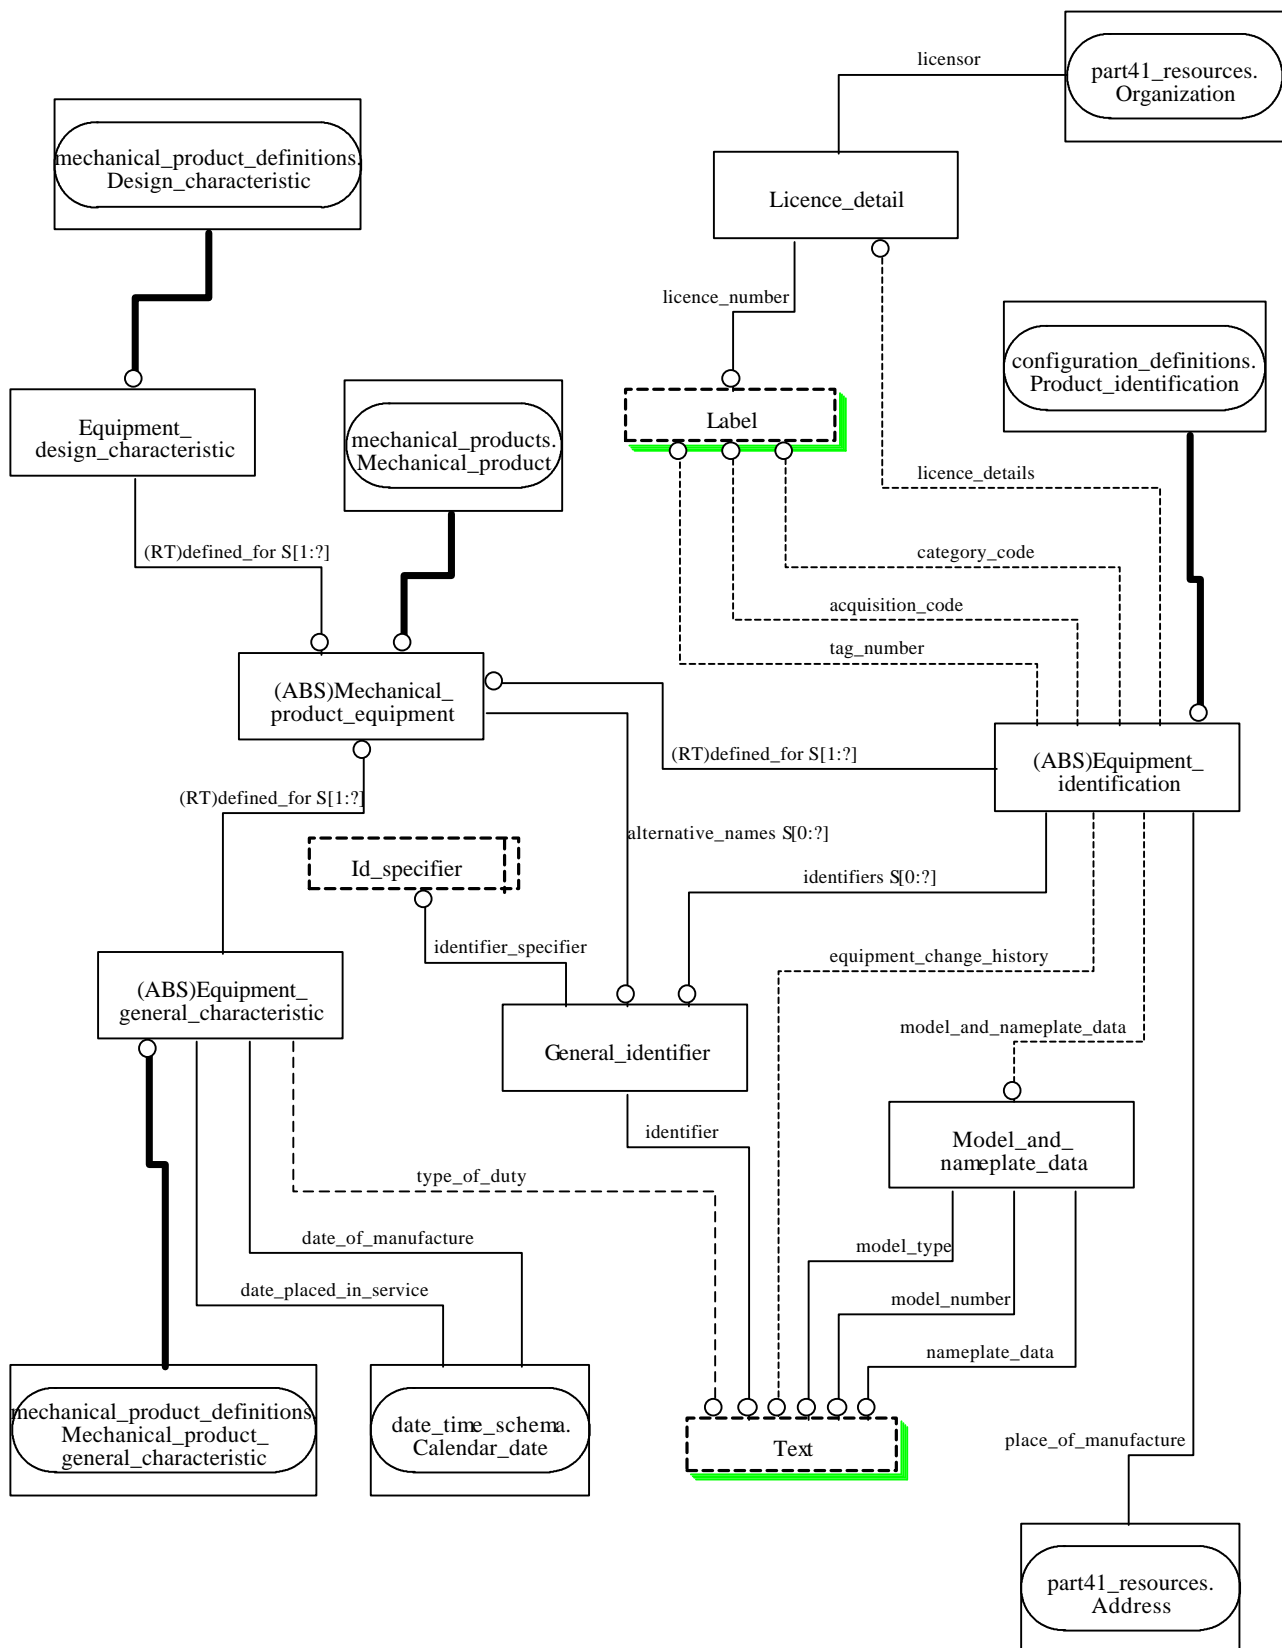 licensor
part41_resources.
Organization
mechanical_product_definitions.
Design_characteristic
Licence_detail
licence_number
configuration_definitions.
Product_identification
Label
Equipment_
design_characteristic
mechanical_products.
Mechanical_product
licence_details
(RT)defined_for S[1:?]
category_code
acquisition_code
tag_number
(ABS)Mechanical_
product_equipment
(RT)defined_for S[1:?]
(ABS)Equipment_
identification
(RT)defined_for S[1:?]
alternative_names S[0:?]
Id_specifier
identifiers S[0:?]
identifier_specifier
equipment_change_history
(ABS)Equipment_
general_characteristic
General_identifier
model_and_nameplate_data
identifier
Model_and_
nameplate_data
type_of_duty
date_of_manufacture
model_type
date_placed_in_service
model_number
nameplate_data
mechanical_product_definitions
Mechanical_product_
general_characteristic
date_time_schema.
Calendar_date
Text
place_of_manufacture
part41_resources.
Address